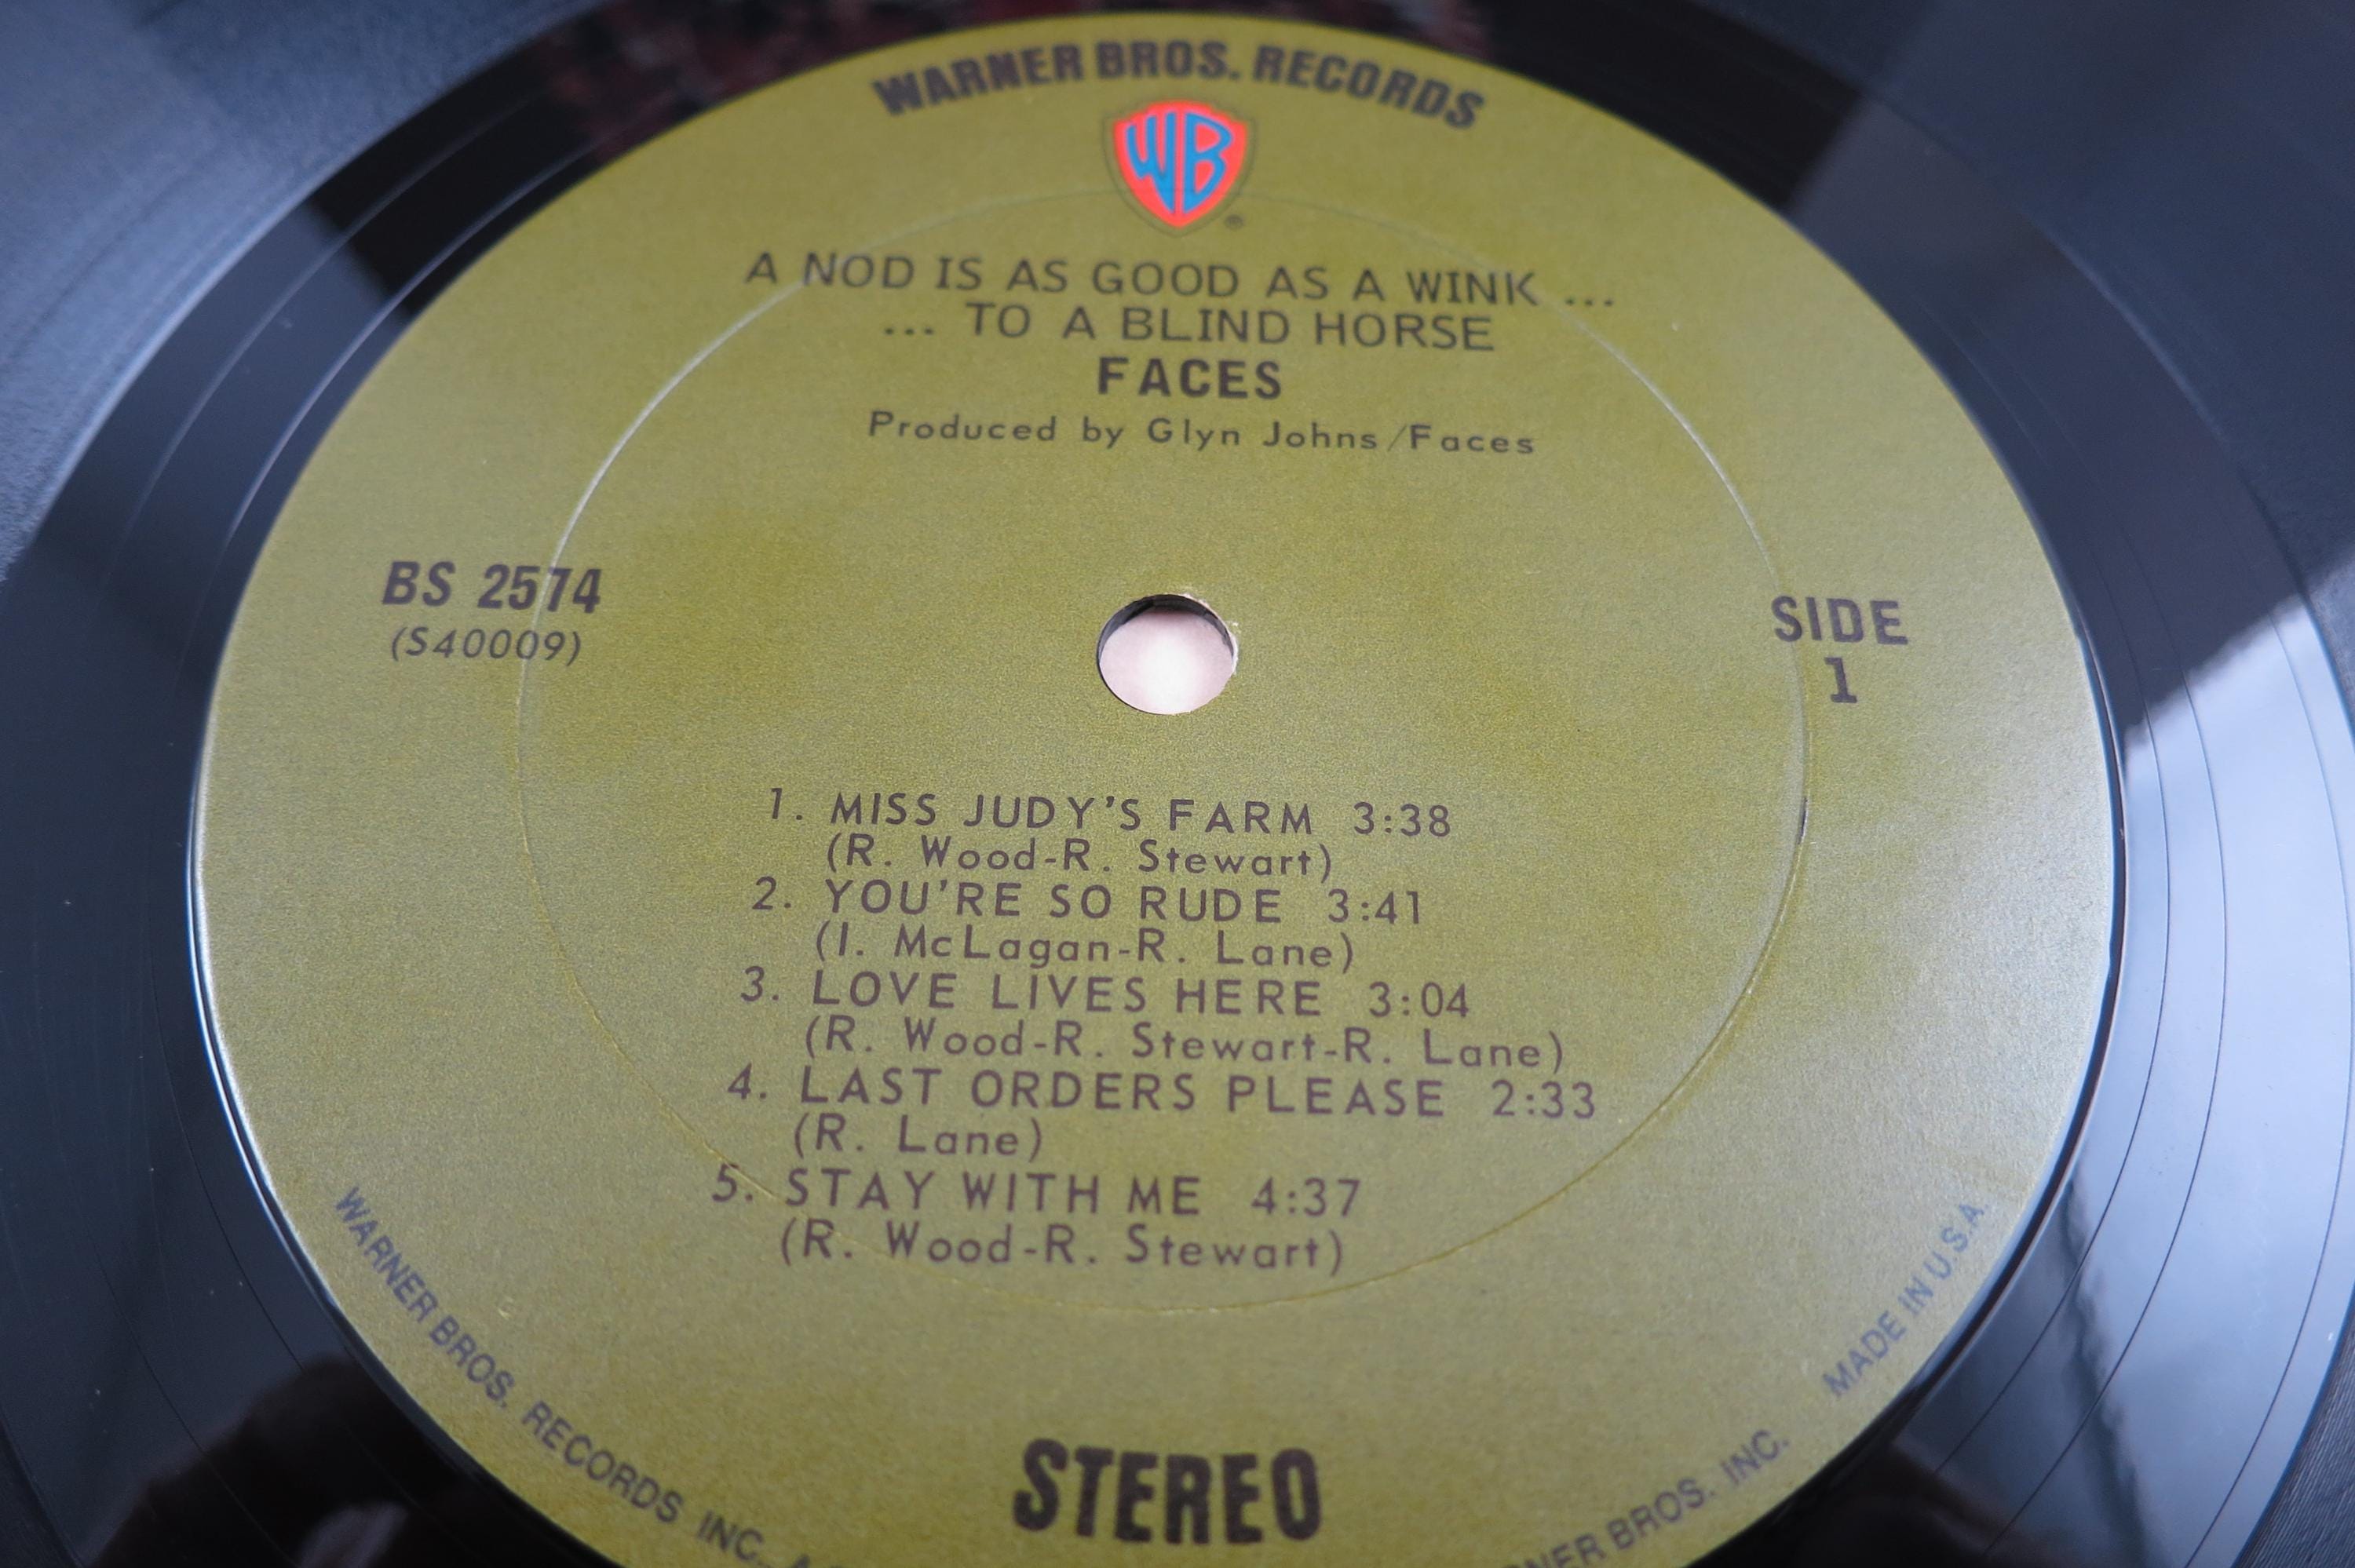 WARNER BROS. RECORDS
WB
®
A NOD IS AS GOOD AS A WINK ...
... TO A BLIND HORSE
FACES
Produced by Glyn Johns/Faces
BS 2574
(S40009)
SIDE
1
1. MISS JUDY'S FARM 3:38
(R. Wood-R. Stewart)
2. YOU'RE SO RUDE 3:41
(I. McLagan-R. Lane)
3. LOVE LIVES HERE 3:04
(R. Wood-R. Stewart-R. Lane)
4. LAST ORDERS PLEASE 2:33
(R. Lane)
5. STAY WITH ME 4:37
(R. Wood-R. Stewart)
STEREO
WARNER BROS. RECORDS INC.,
BROS. INC. MADE IN U.S.A.